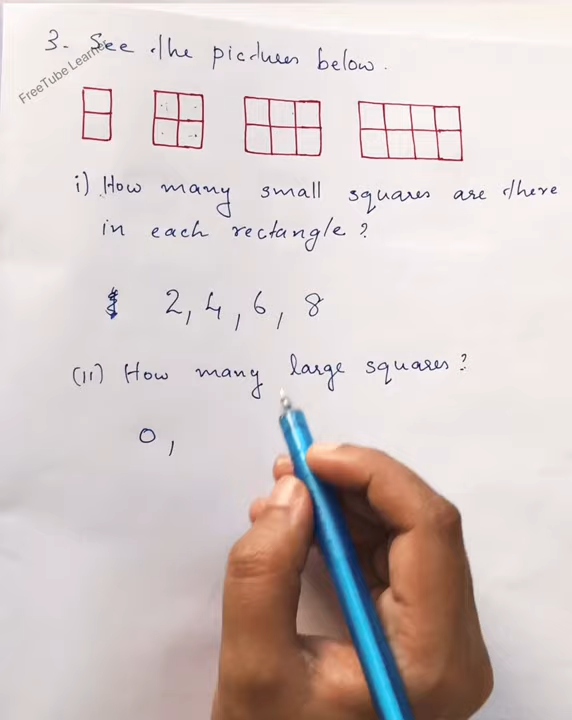 3. See the pictures below.
FreeTube Learner
i) How many small squares are there
in each rectangle?
2, 4, 6, 8
(ii) How many large squares?
0,